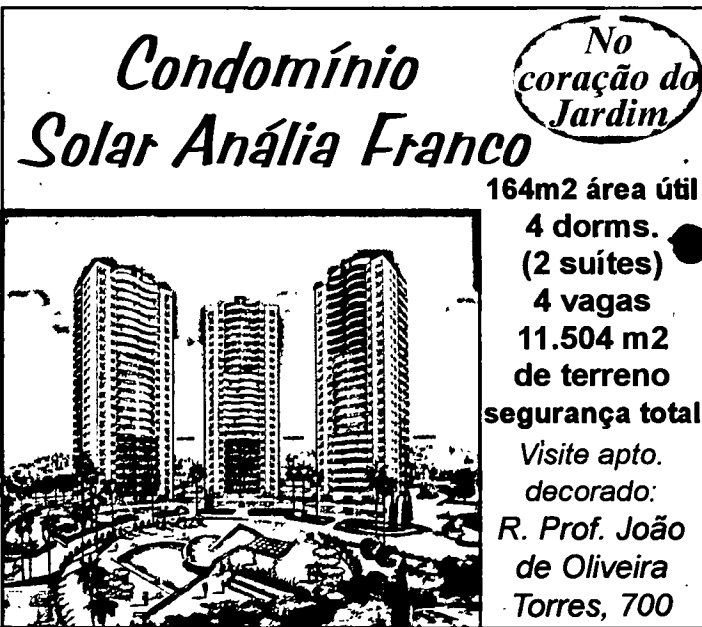 Condomínio
Solar Anália Franco
No
coração do
Jardim
164m2 área útil
4 dorms.
(2 suítes)
4 vagas
11.504 m2
de terreno
segurança total
Visite apto.
decorado:
R. Prof. João
de Oliveira
Torres, 700